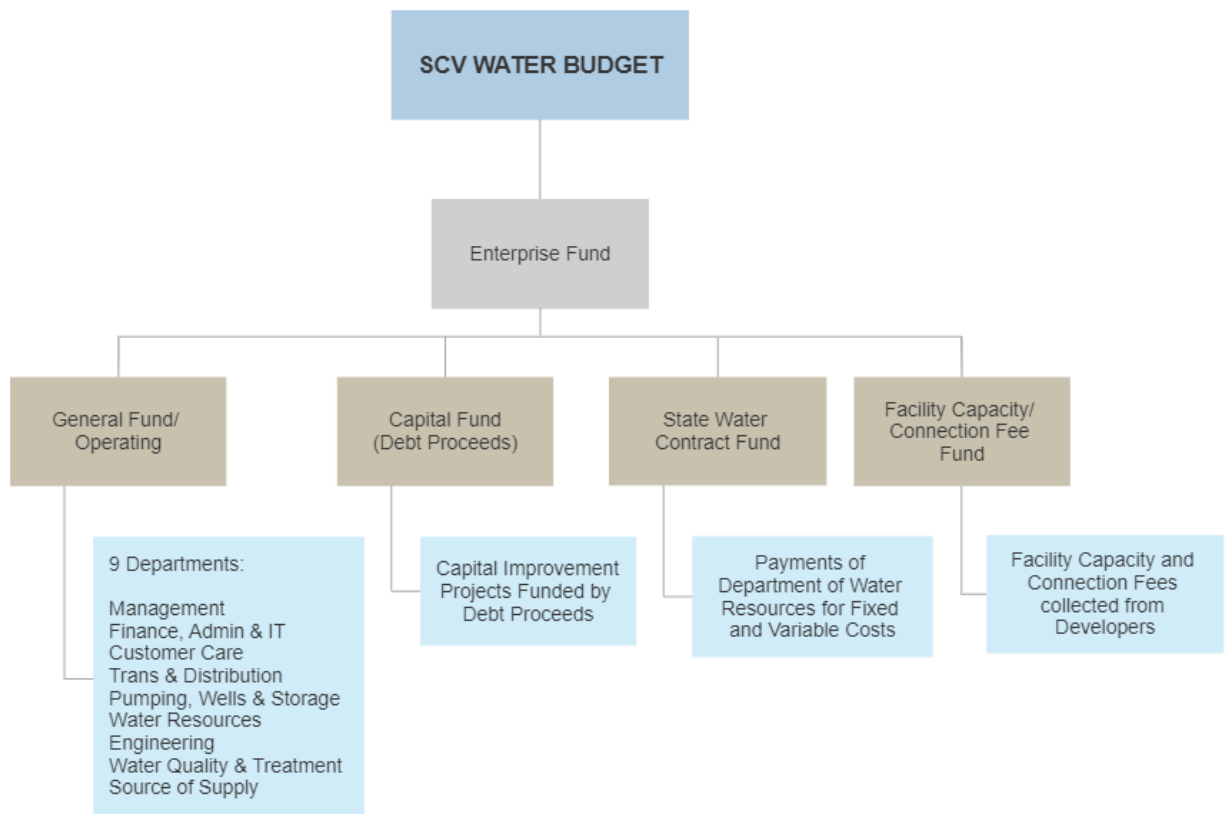 SCV WATER BUDGET
Enterprise Fund
General Fund/
Operating
Capital Fund
(Debt Proceeds)
State Water
Contract Fund
Facility Capacity/
Connection Fee
Fund
9 Departments:
Management
Finance, Admin & IT
Customer Care
Trans & Distribution
Pumping, Wells & Storage
Water Resources
Engineering
Water Quality & Treatment
Source of Supply
Capital Improvement
Projects Funded by
Debt Proceeds
Payments of
Department of Water
Resources for Fixed
and Variable Costs
Facility Capacity and
Connection Fees
collected from
Developers